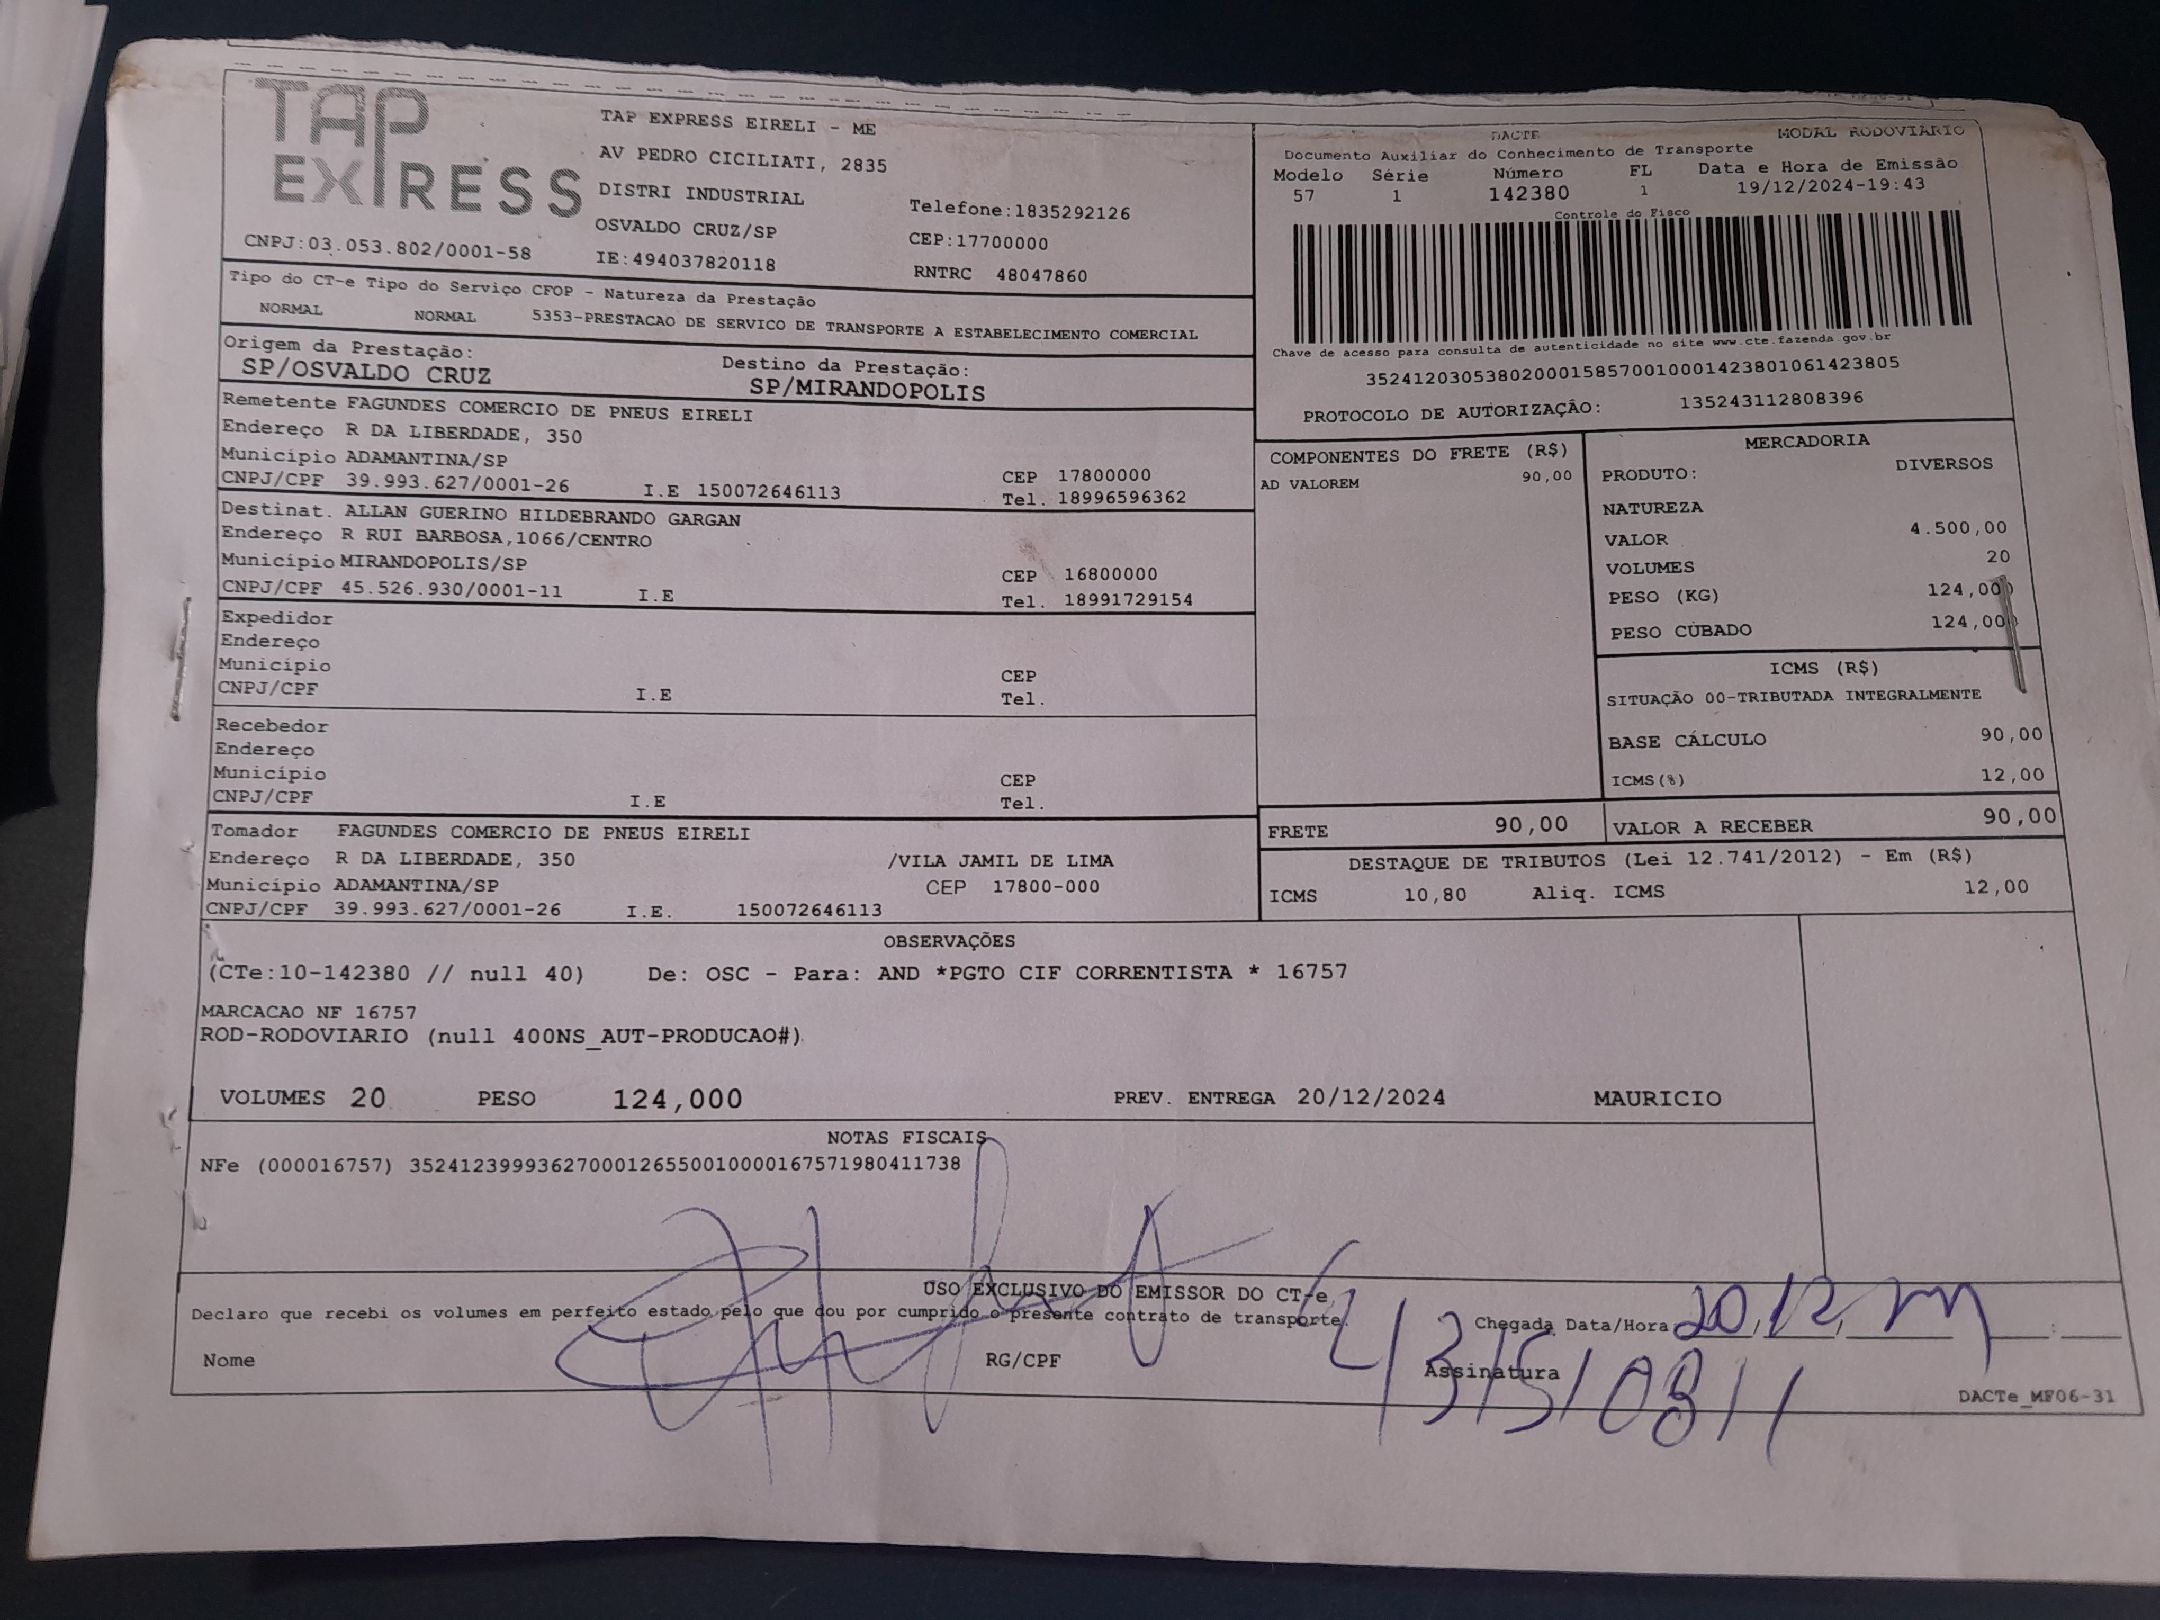 TAP
EXPRESS
TAP EXPRESS EIRELI - ME
AV PEDRO CICILIATI, 2835
DISTRI INDUSTRIAL
Telefone:1835292126
OSVALDO CRUZ/SP
CEP:17700000
CNPJ:03.053.802/0001-58
IE:494037820118
RNTRC 48047860
DACTE MODAL RODOVIARIO
Documento Auxiliar do Conhecimento de Transporte
Modelo Série Número FL Data e Hora de Emissão
57 1 142380 1 19/12/2024-19:43
Controle do Fisco
Chave de acesso para consulta de autenticidade no site www.cte.fazenda.gov.br
35241203053802000158570010001423801061423805
PROTOCOLO DE AUTORIZAÇÃO: 135243112808396
Tipo do CT-e Tipo do Serviço CFOP - Natureza da Prestação
NORMAL NORMAL 5353-PRESTACAO DE SERVICO DE TRANSPORTE A ESTABELECIMENTO COMERCIAL
Origem da Prestação: Destino da Prestação:
SP/OSVALDO CRUZ SP/MIRANDOPOLIS
Remetente FAGUNDES COMERCIO DE PNEUS EIRELI
Endereço R DA LIBERDADE, 350
Município ADAMANTINA/SP CEP 17800000
CNPJ/CPF 39.993.627/0001-26 I.E 150072646113 Tel. 18996596362
Destinat. ALLAN GUERINO HILDEBRANDO GARGAN
Endereço R RUI BARBOSA,1066/CENTRO
Município MIRANDOPOLIS/SP CEP 16800000
CNPJ/CPF 45.526.930/0001-11 I.E Tel. 18991729154
Expedidor
Endereço
Município CEP
CNPJ/CPF I.E Tel.
Recebedor
Endereço
Município CEP
CNPJ/CPF I.E Tel.
Tomador FAGUNDES COMERCIO DE PNEUS EIRELI
Endereço R DA LIBERDADE, 350 /VILA JAMIL DE LIMA
Município ADAMANTINA/SP CEP 17800-000
CNPJ/CPF 39.993.627/0001-26 I.E. 150072646113
COMPONENTES DO FRETE (R$)
AD VALOREM 90,00
MERCADORIA
PRODUTO: DIVERSOS
NATUREZA
VALOR 4.500,00
VOLUMES 20
PESO (KG) 124,000
PESO CUBADO 124,000
ICMS (R$)
SITUAÇÃO 00-TRIBUTADA INTEGRALMENTE
BASE CÁLCULO 90,00
ICMS(%) 12,00
FRETE 90,00 VALOR A RECEBER 90,00
DESTAQUE DE TRIBUTOS (Lei 12.741/2012) - Em (R$)
ICMS 10,80 Aliq. ICMS 12,00
OBSERVAÇÕES
(CTe:10-142380 // null 40) De: OSC - Para: AND *PGTO CIF CORRENTISTA * 16757
MARCACAO NF 16757
ROD-RODOVIARIO (null 400NS_AUT-PRODUCAO#)
VOLUMES 20 PESO 124,000 PREV. ENTREGA 20/12/2024 MAURICIO
NOTAS FISCAIS
NFe (000016757) 35241239993627000126550010000167571980411738
USO EXCLUSIVO DO EMISSOR DO CT-e
Declaro que recebi os volumes em perfeito estado pelo que dou por cumprido o presente contrato de transporte.
Chegada Data/Hora 20,12,
Nome RG/CPF Assinatura
DACTe_MF06-31